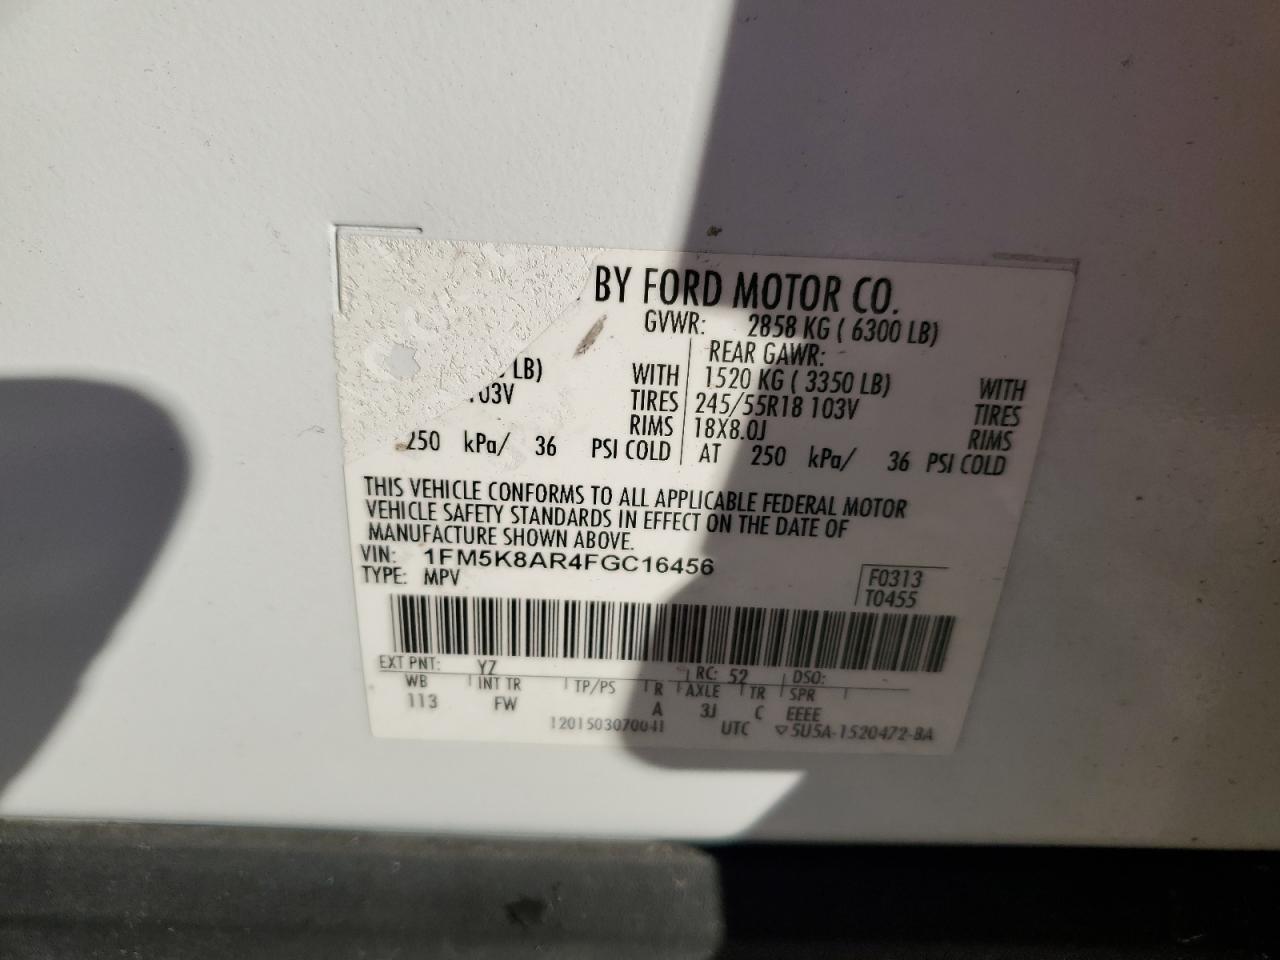 BY FORD MOTOR CO.
GVWR: 2858 KG ( 6300 LB)
REAR GAWR:
LB) WITH 1520 KG ( 3350 LB) WITH
103V TIRES 245/55R18 103V TIRES
RIMS 18X8.0J RIMS
250 kPa/ 36 PSI COLD AT 250 kPa/ 36 PSI COLD
THIS VEHICLE CONFORMS TO ALL APPLICABLE FEDERAL MOTOR
VEHICLE SAFETY STANDARDS IN EFFECT ON THE DATE OF
MANUFACTURE SHOWN ABOVE.
VIN: 1FM5K8AR4FGC16456
TYPE: MPV
F0313
T0455
EXT PNT: YZ RC: 52 DSO:
WB INT TR TP/PS R AXLE TR SPR
113 FW A 3J C EEEE
1201503070041 UTC ▽5U5A-1520472-BA